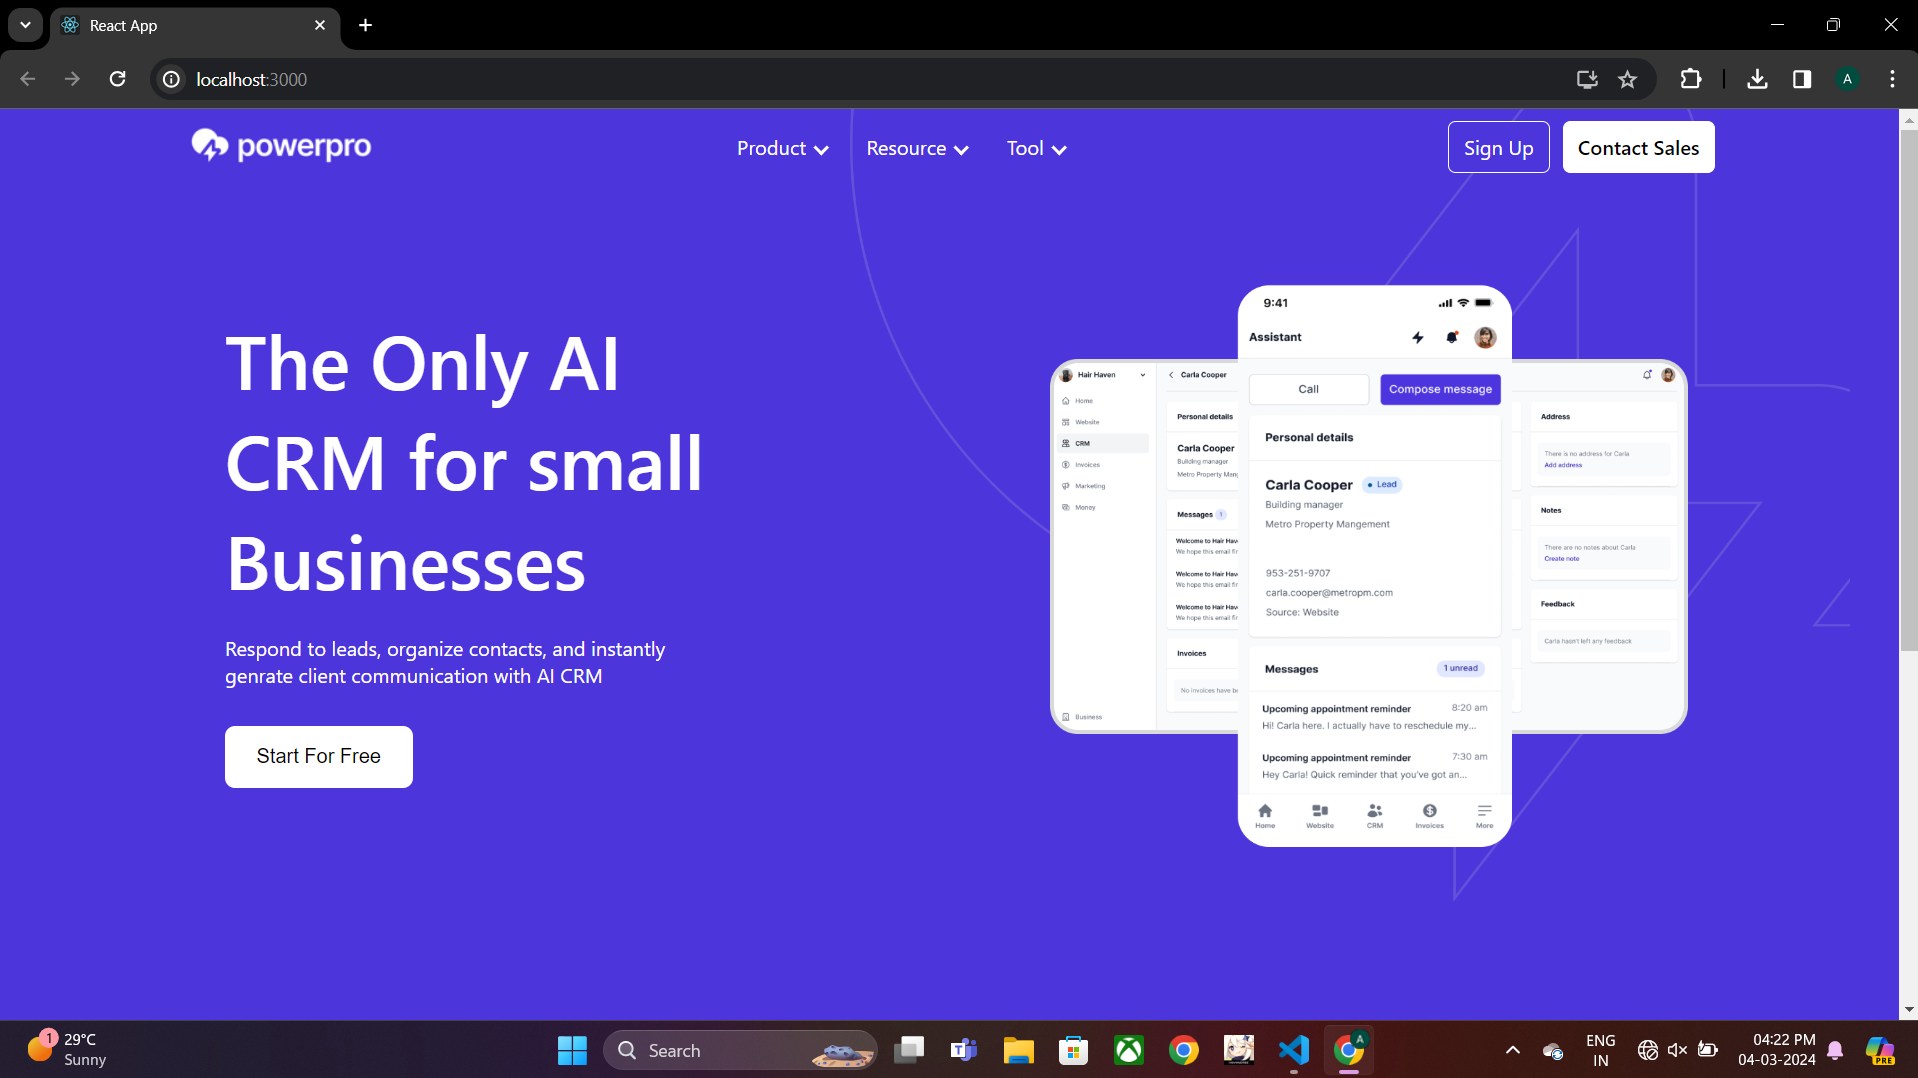 React App
localhost:3000
A
powerpro
Product
Resource
Tool
Sign Up
Contact Sales
The Only AI
CRM for small
Businesses
Respond to leads, organize contacts, and instantly
genrate client communication with AI CRM
Start For Free
Hair Haven
Home
Website
CRM
Invoices
Marketing
Money
Business
Carla Cooper
Personal details
Carla Cooper
Building manager
Metro Property Mang
Messages 1
Welcome to Hair Hav
We hope this email fir
Welcome to Hair Hav
We hope this email fir
Welcome to Hair Hav
We hope this email fir
Invoices
No invoices have be
9:41
Assistant
Call
Compose message
Personal details
Carla Cooper
Lead
Building manager
Metro Property Mangement
953-251-9707
carla.cooper@metropm.com
Source: Website
Messages
1 unread
Upcoming appointment reminder 8:20 am
Hi! Carla here. I actually have to reschedule my...
Upcoming appointment reminder 7:30 am
Hey Carla! Quick reminder that you've got an...
Home
Website
CRM
Invoices
More
Address
There is no address for Carla
Add address
Notes
There are no notes about Carla
Create note
Feedback
Carla hasn't left any feedback
1
29°C
Sunny
Search
A
ENG
IN
04:22 PM
04-03-2024
PRE